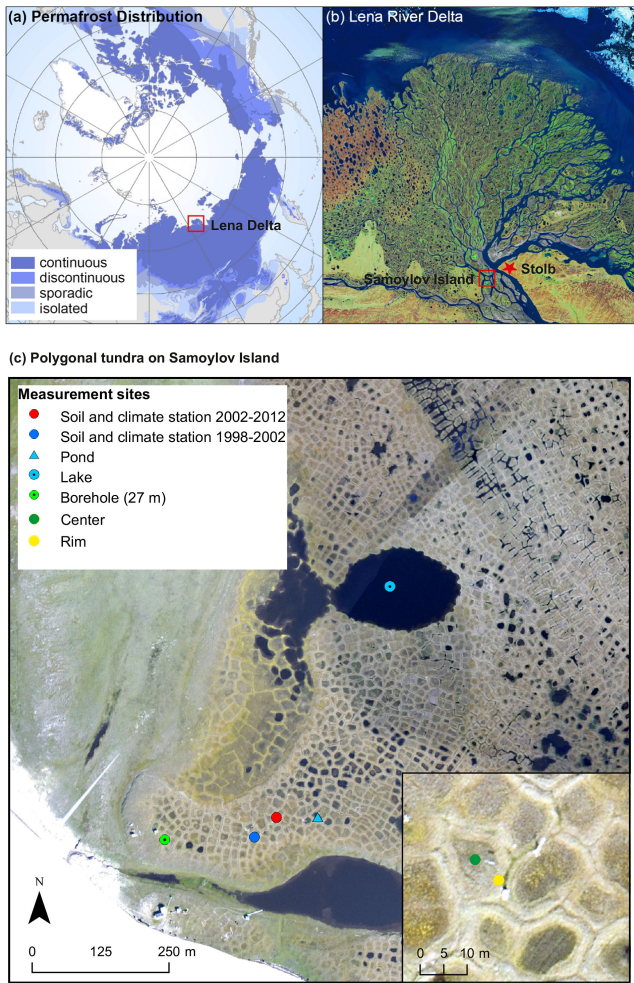 (a) Permafrost Distribution
Lena Delta
continuous
discontinuous
sporadic
isolated
(b) Lena River Delta
Samoylov Island
Stolb
(c) Polygonal tundra on Samoylov Island
Measurement sites
Soil and climate station 2002-2012
Soil and climate station 1998-2002
Pond
Lake
Borehole (27 m)
Center
Rim
N
0 125 250 m
0 5 10 m